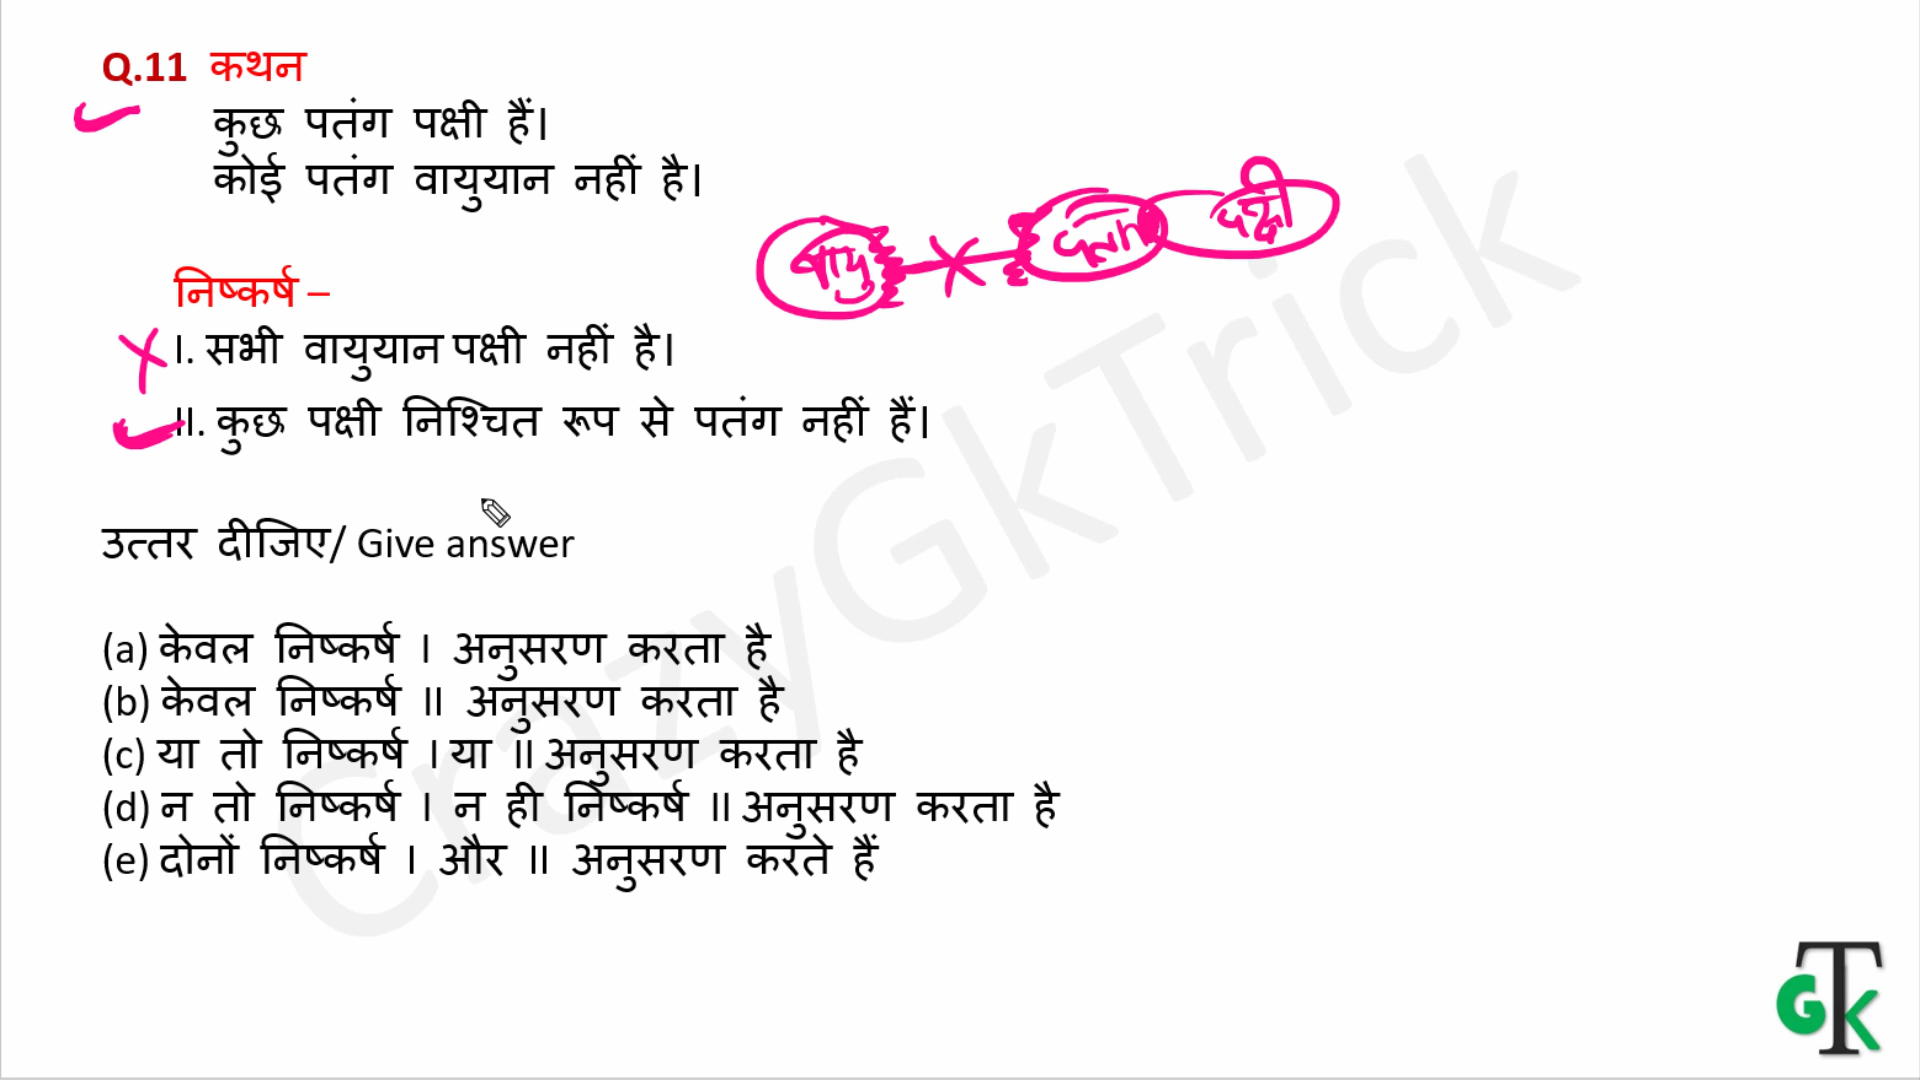 Q.11 कथन
कुछ पतंग पक्षी हैं।
कोई पतंग वायुयान नहीं है।
वायु पतंग पक्षी
निष्कर्ष –
I. सभी वायुयान पक्षी नहीं है।
II. कुछ पक्षी निश्चित रूप से पतंग नहीं हैं।
उत्तर दीजिए/ Give answer
(a) केवल निष्कर्ष I अनुसरण करता है
(b) केवल निष्कर्ष II अनुसरण करता है
(c) या तो निष्कर्ष I या II अनुसरण करता है
(d) न तो निष्कर्ष I न ही निष्कर्ष II अनुसरण करता है
(e) दोनों निष्कर्ष I और II अनुसरण करते हैं
CrazyGkTrick
GTK